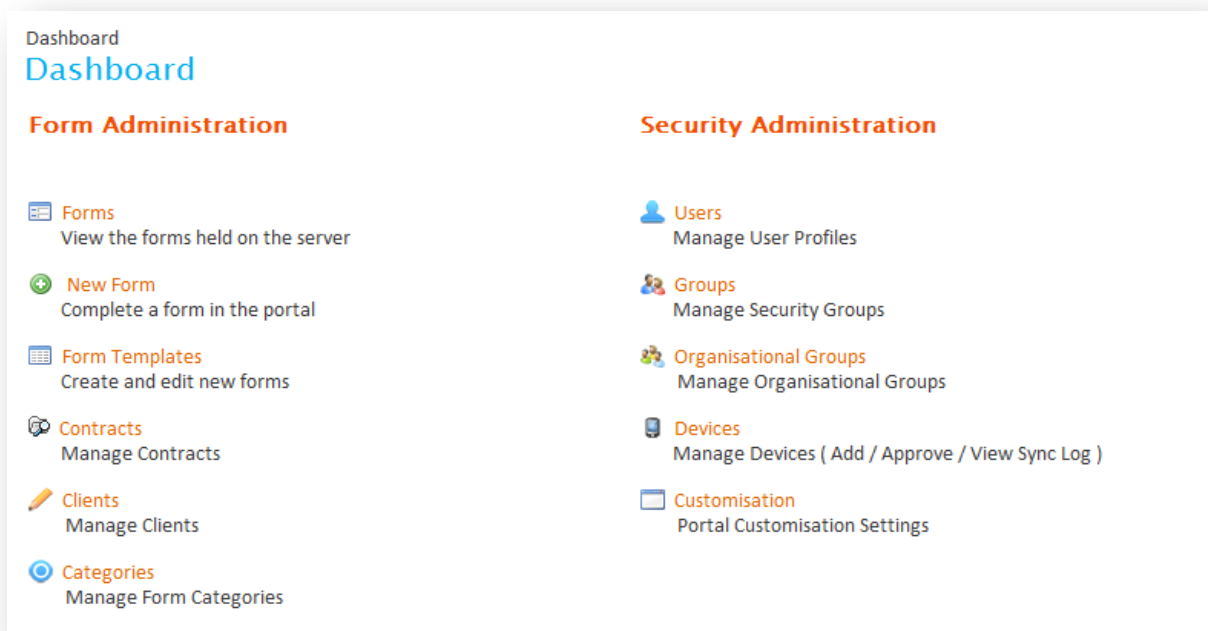 Dashboard
Dashboard
Form Administration
Forms
View the forms held on the server
New Form
Complete a form in the portal
Form Templates
Create and edit new forms
Contracts
Manage Contracts
Clients
Manage Clients
Categories
Manage Form Categories
Security Administration
Users
Manage User Profiles
Groups
Manage Security Groups
Organisational Groups
Manage Organisational Groups
Devices
Manage Devices ( Add / Approve / View Sync Log )
Customisation
Portal Customisation Settings